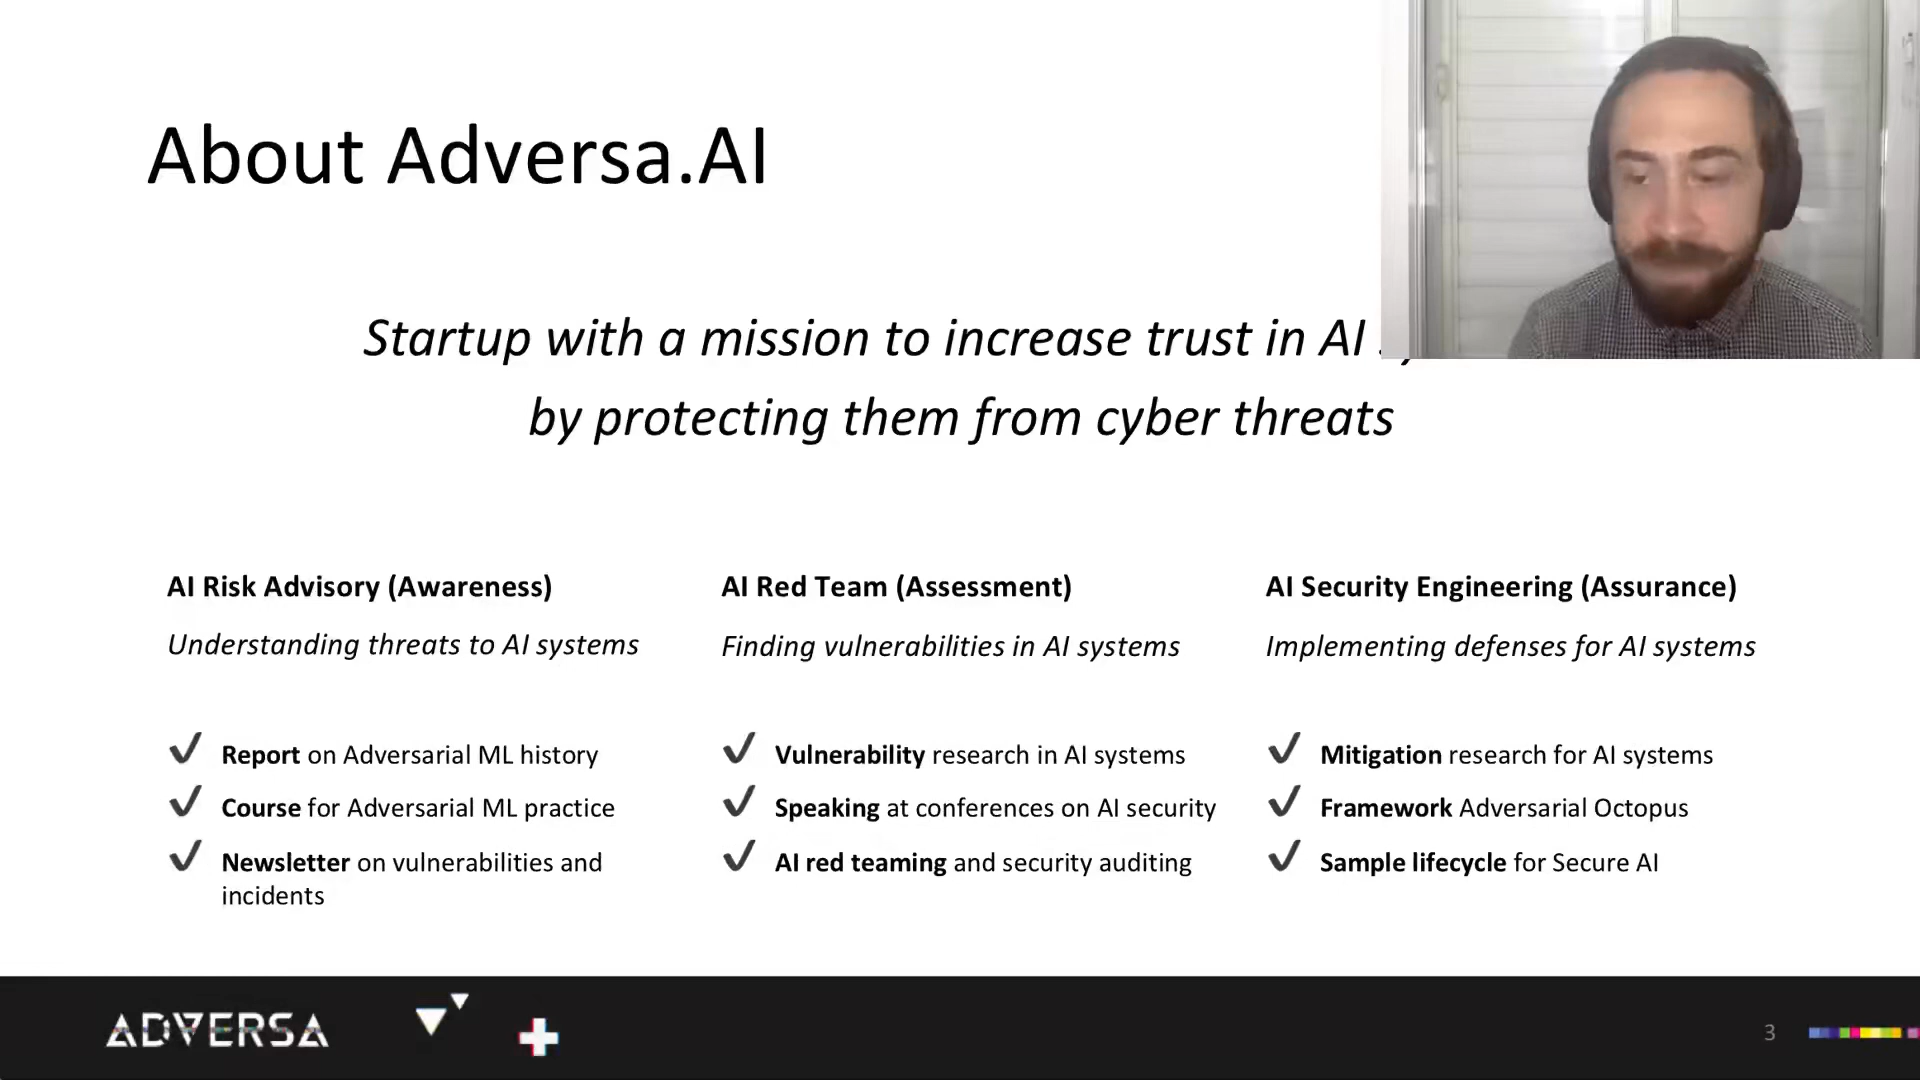 About Adversa.AI
Startup with a mission to increase trust in AI
by protecting them from cyber threats
AI Risk Advisory (Awareness)
Understanding threats to AI systems
✔ Report on Adversarial ML history
✔ Course for Adversarial ML practice
✔ Newsletter on vulnerabilities and
incidents
AI Red Team (Assessment)
Finding vulnerabilities in AI systems
✔ Vulnerability research in AI systems
✔ Speaking at conferences on AI security
✔ AI red teaming and security auditing
AI Security Engineering (Assurance)
Implementing defenses for AI systems
✔ Mitigation research for AI systems
✔ Framework Adversarial Octopus
✔ Sample lifecycle for Secure AI
ADVERSA
3